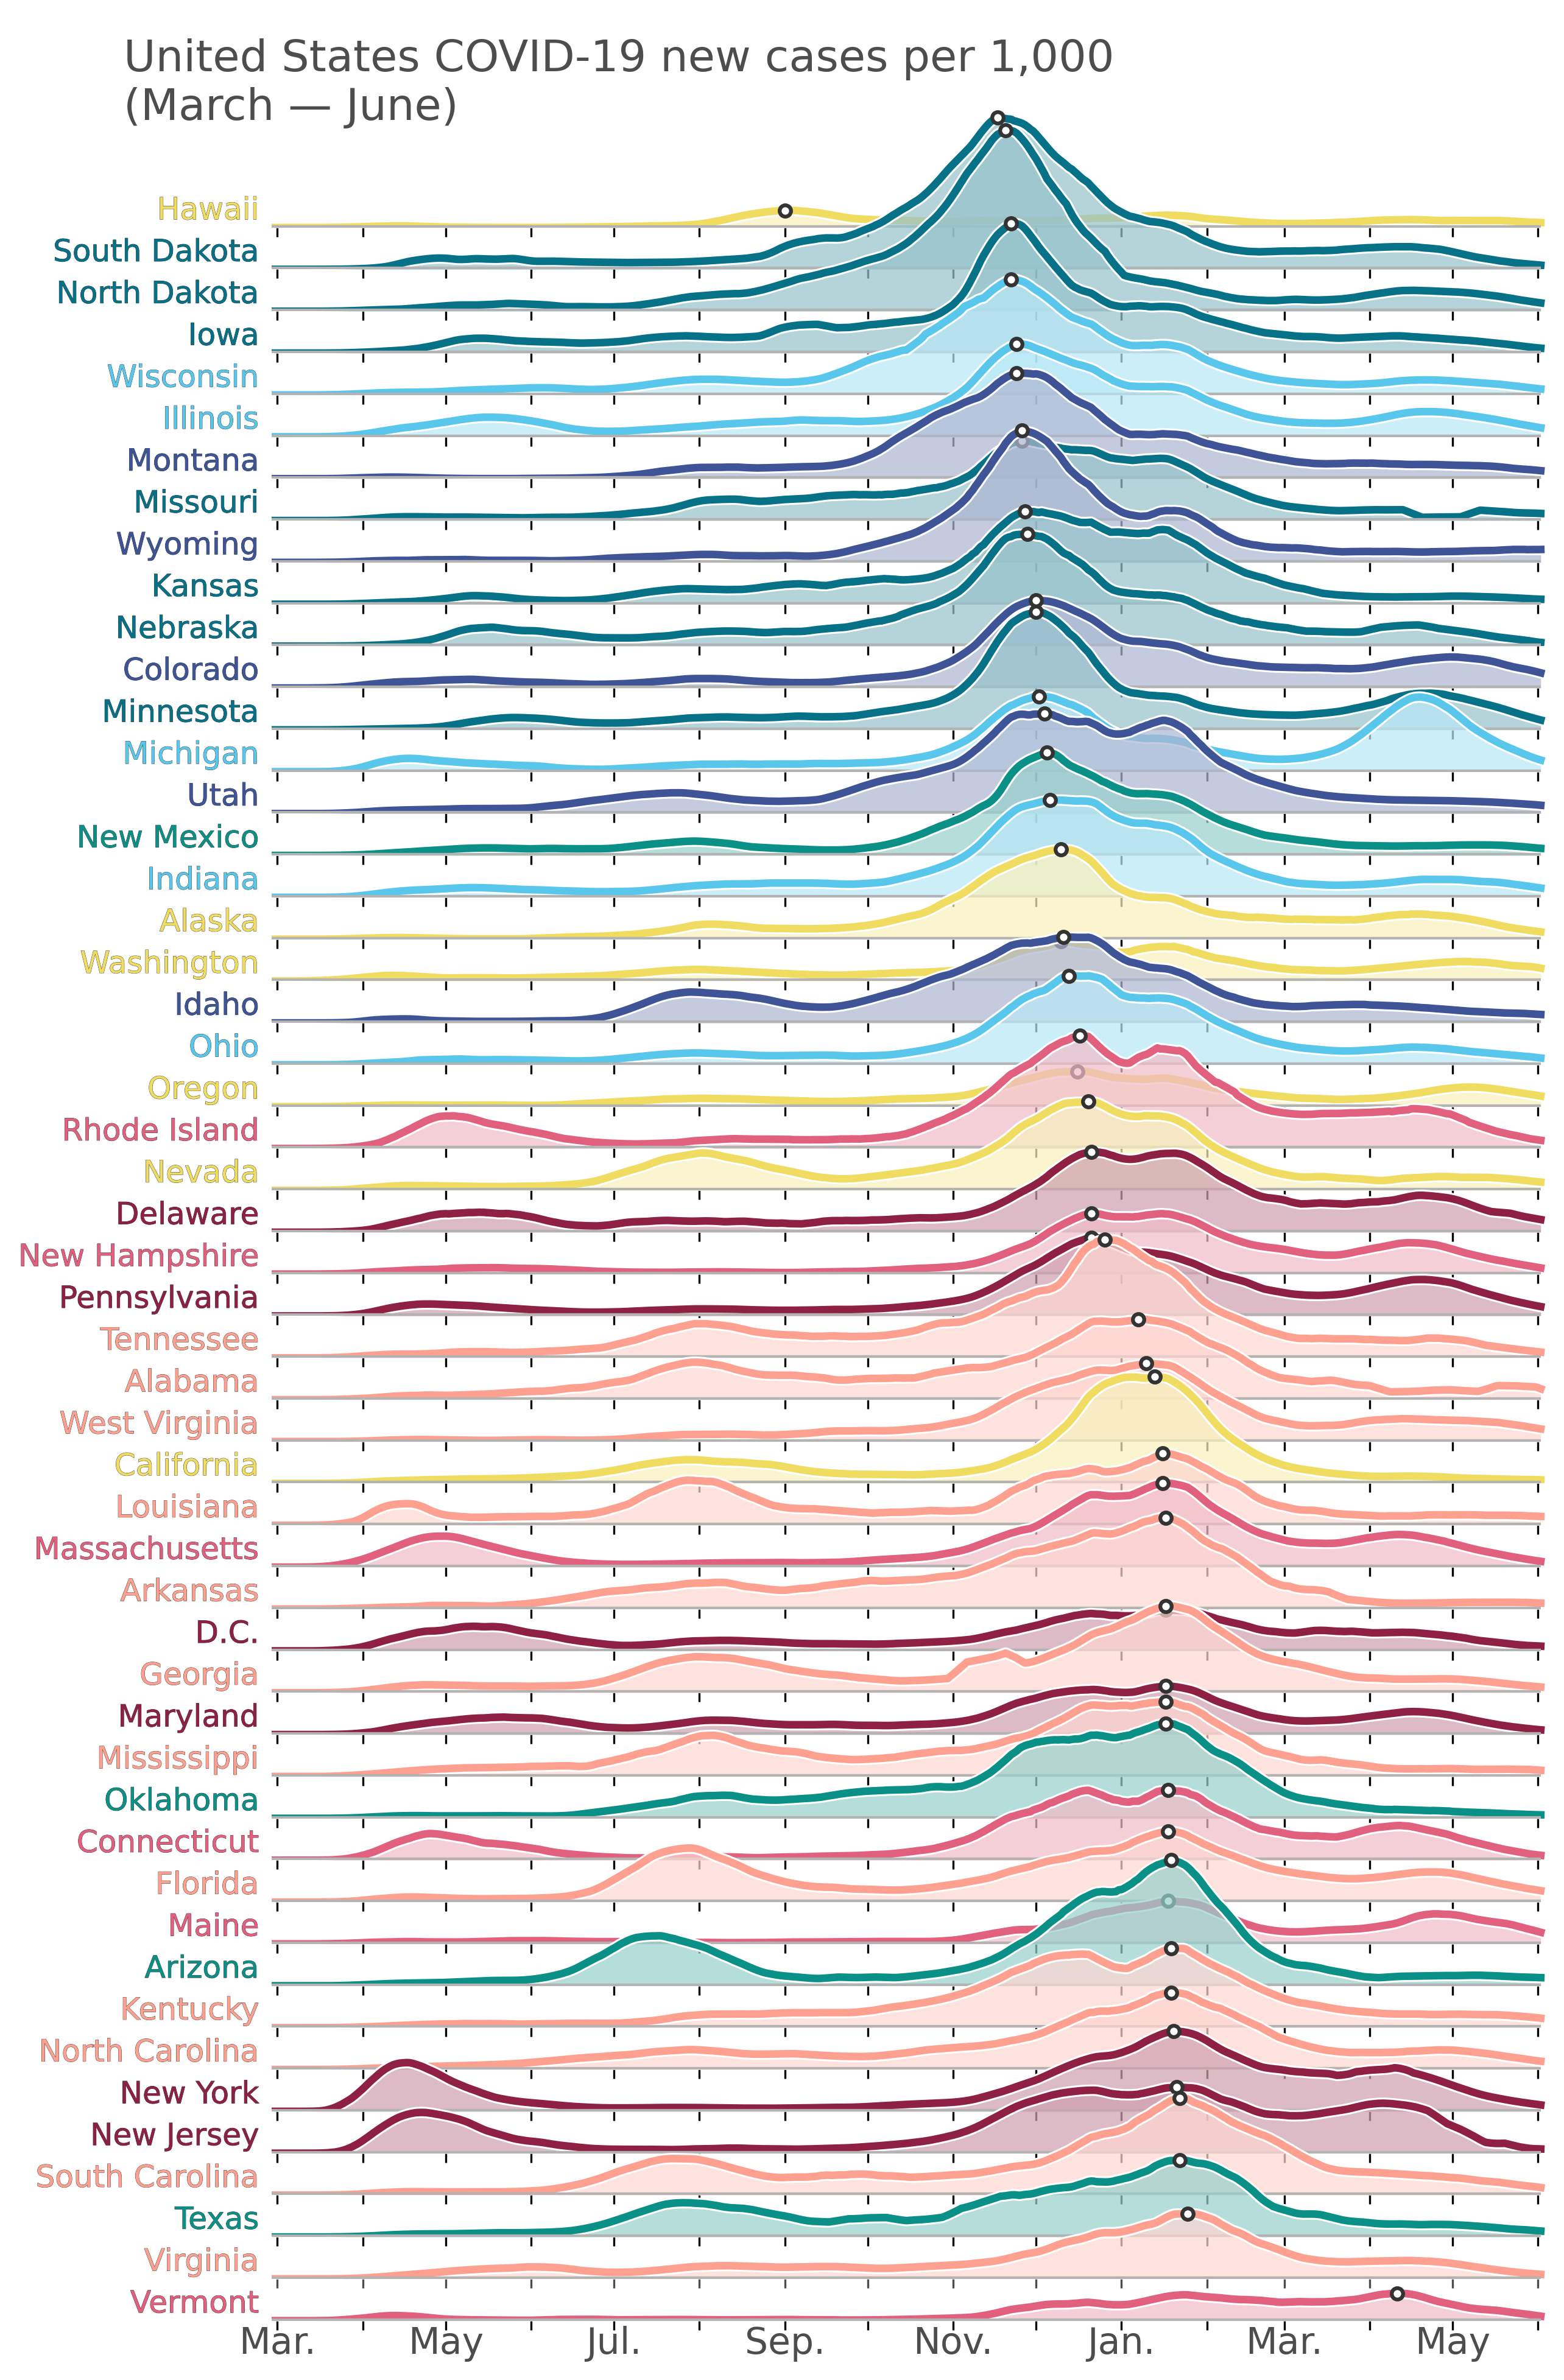 United States COVID-19 new cases per 1,000
(March — June)
Hawaii
South Dakota
North Dakota
Iowa
Wisconsin
Illinois
Montana
Missouri
Wyoming
Kansas
Nebraska
Colorado
Minnesota
Michigan
Utah
New Mexico
Indiana
Alaska
Washington
Idaho
Ohio
Oregon
Rhode Island
Nevada
Delaware
New Hampshire
Pennsylvania
Tennessee
Alabama
West Virginia
California
Louisiana
Massachusetts
Arkansas
D.C.
Georgia
Maryland
Mississippi
Oklahoma
Connecticut
Florida
Maine
Arizona
Kentucky
North Carolina
New York
New Jersey
South Carolina
Texas
Virginia
Vermont
Mar. May Jul. Sep. Nov. Jan. Mar. May